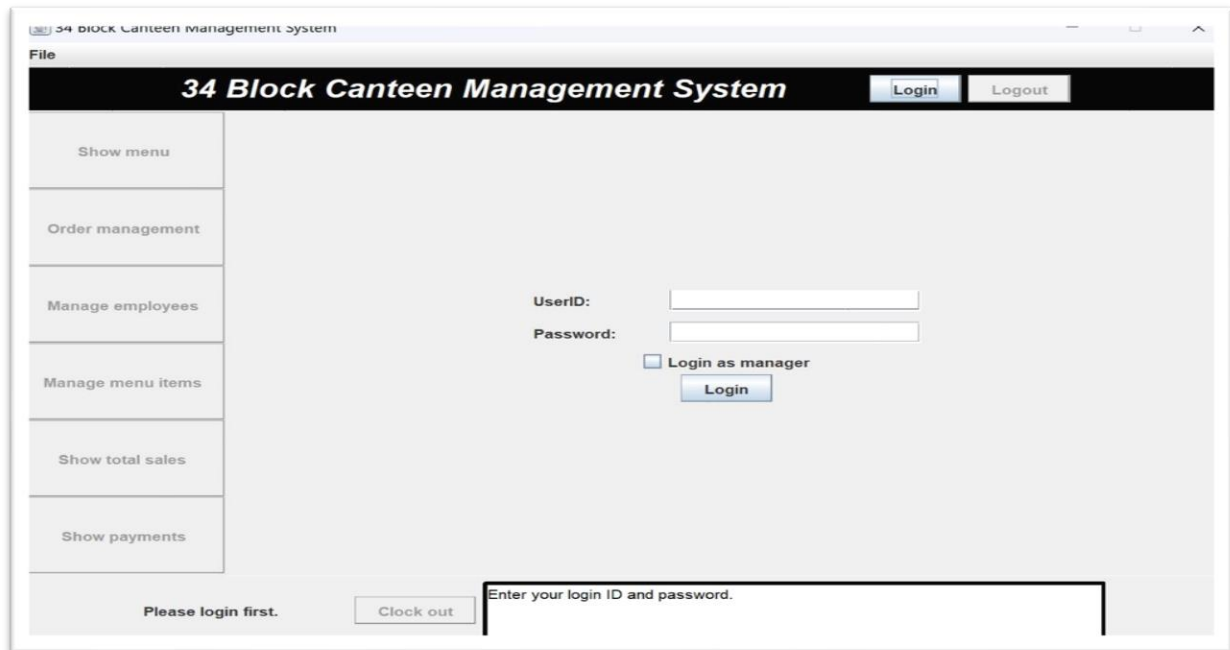 34 Block Canteen Management System
File
34 Block Canteen Management System
Login
Logout
Show menu
Order management
Manage employees
Manage menu items
Show total sales
Show payments
UserID:
Password:
Login as manager
Login
Please login first.
Clock out
Enter your login ID and password.